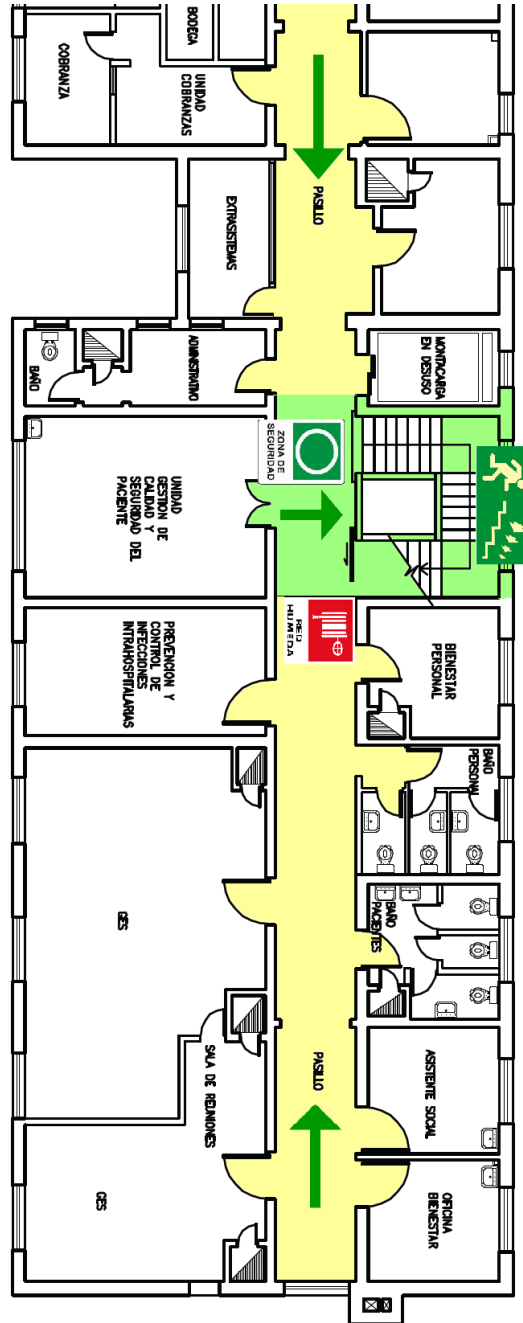 BODEGA
COBRANZA
UNIDAD
COBRANZAS
PASILLO
EXTRASISTEMAS
BAÑO
ADMINISTRATIVO
MONTACARGA
EN DESUSO
ZONA DE
SEGURIDAD
UNIDAD
GESTION DE
CALIDAD Y
SEGURIDAD DEL
PACIENTE
RED
HUMEDA
PREVENCION Y
CONTROL DE
INFECCIONES
INTRAHOSPITALARIAS
BIENESTAR
PERSONAL
BAÑO
PERSONAL
GES
BAÑO
PACIENTES
SALA DE REUNIONES
PASILLO
ASISTENTE SOCIAL
GES
OFICINA
BIENESTAR